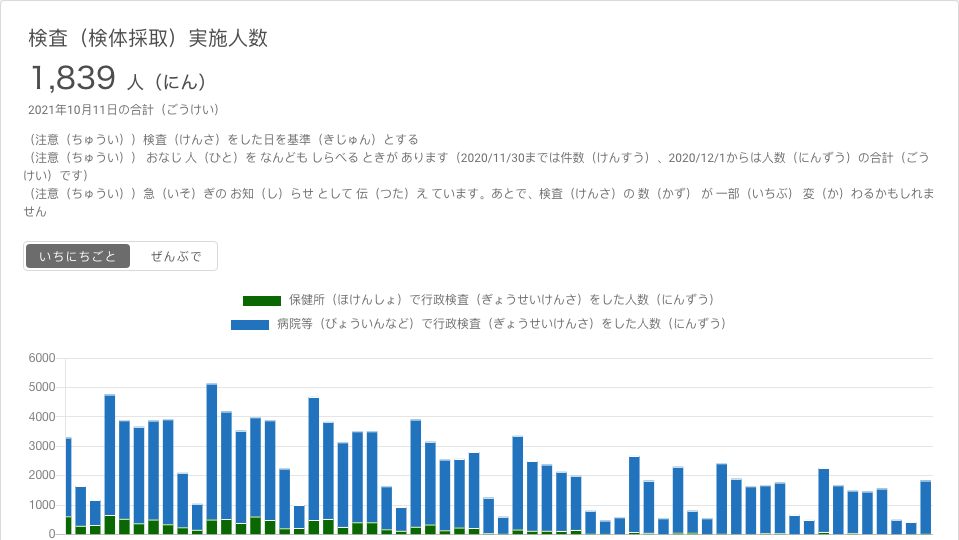 検査（検体採取）実施人数
1,839 人（にん）
2021年10月11日の合計（ごうけい）
（注意（ちゅうい））検査（けんさ）をした日を基準（きじゅん）とする
（注意（ちゅうい）） おなじ 人（ひと）を なんども しらべる ときが あります（2020/11/30までは件数（けんすう）、2020/12/1からは人数（にんずう）の合計（ごう
けい）です）
（注意（ちゅうい））急（いそ）ぎの お知（し）らせ として 伝（つた）え ています。あとで、検査（けんさ）の 数（かず） が 一部（いちぶ） 変（か）わるかもしれま
せん
いちにちごと ぜんぶで
保健所（ほけんしょ）で行政検査（ぎょうせいけんさ）をした人数（にんずう）
病院等（びょういんなど）で行政検査（ぎょうせいけんさ）をした人数（にんずう）
6000
5000
4000
3000
2000
1000
0